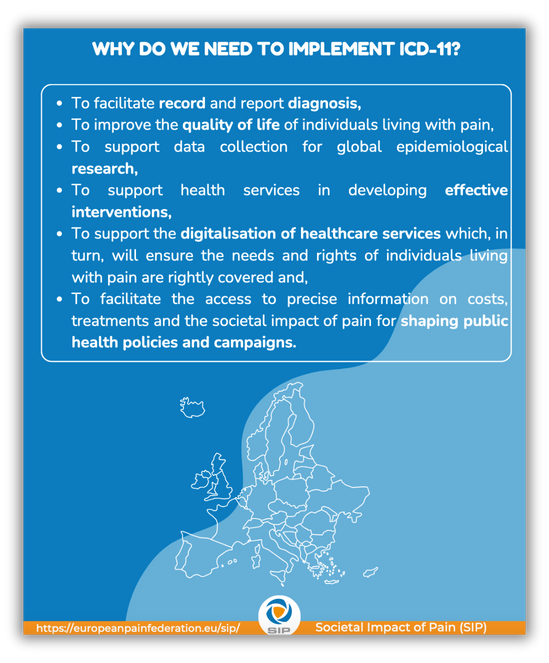 WHY DO WE NEED TO IMPLEMENT ICD-11?
• To facilitate record and report diagnosis,
• To improve the quality of life of individuals living with pain,
• To support data collection for global epidemiological
research,
• To support health services in developing effective
interventions,
• To support the digitalisation of healthcare services which, in
turn, will ensure the needs and rights of individuals living
with pain are rightly covered and,
• To facilitate the access to precise information on costs,
treatments and the societal impact of pain for shaping public
health policies and campaigns.
https://europeanpainfederation.eu/sip/
SIP
Societal Impact of Pain (SIP)